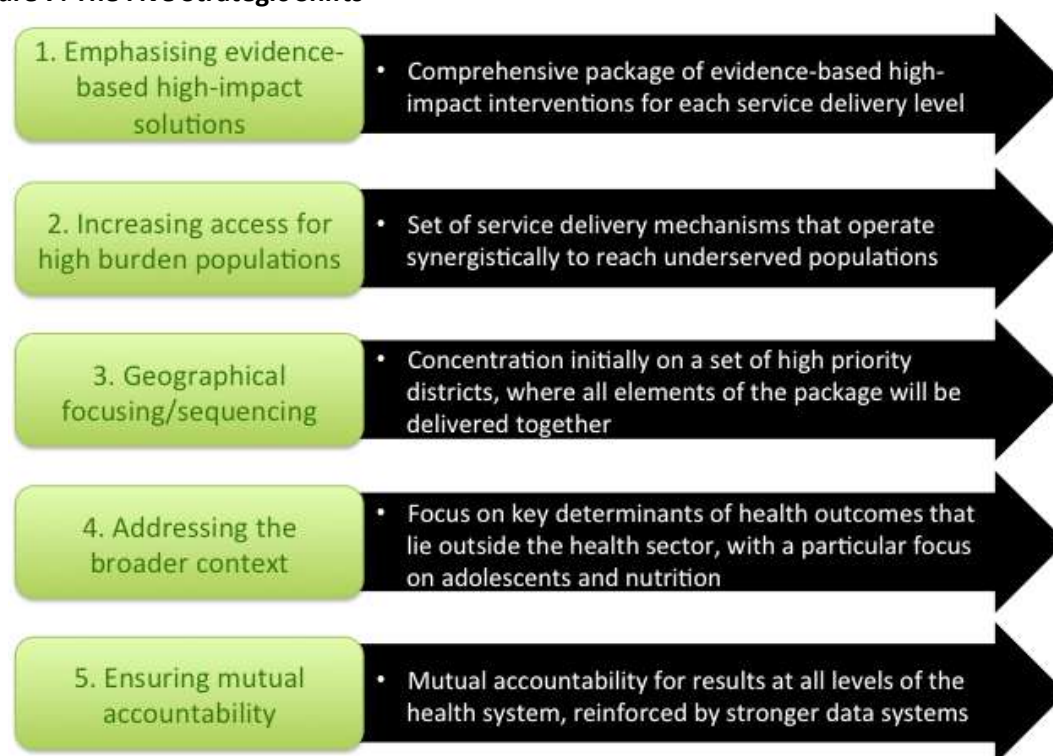 The Five Strategic Shifts
1. Emphasising evidence-
based high-impact
solutions
• Comprehensive package of evidence-based high-
impact interventions for each service delivery level
2. Increasing access for
high burden populations
• Set of service delivery mechanisms that operate
synergistically to reach underserved populations
3. Geographical
focusing/sequencing
• Concentration initially on a set of high priority
districts, where all elements of the package will be
delivered together
4. Addressing the
broader context
• Focus on key determinants of health outcomes that
lie outside the health sector, with a particular focus
on adolescents and nutrition
5. Ensuring mutual
accountability
• Mutual accountability for results at all levels of the
health system, reinforced by stronger data systems